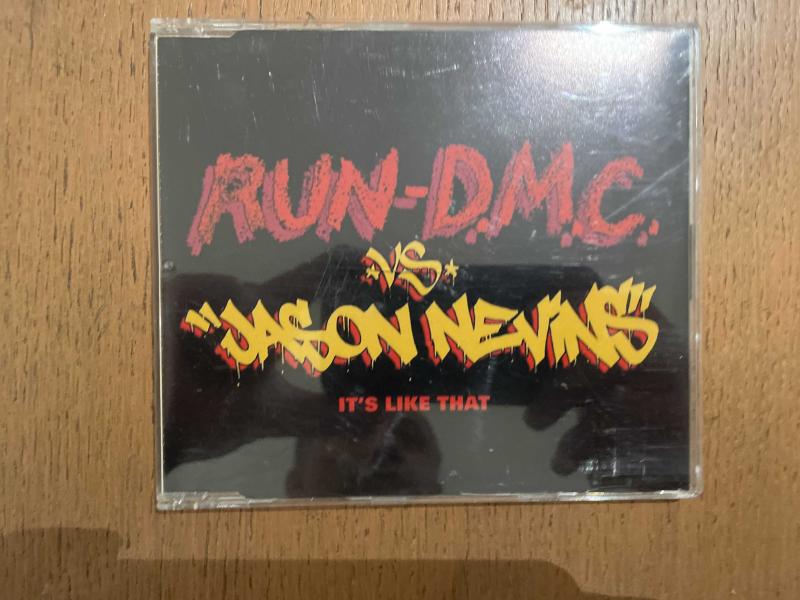 RUN-D.M.C.
*VS*
"JASON NEVINS"
IT'S LIKE THAT